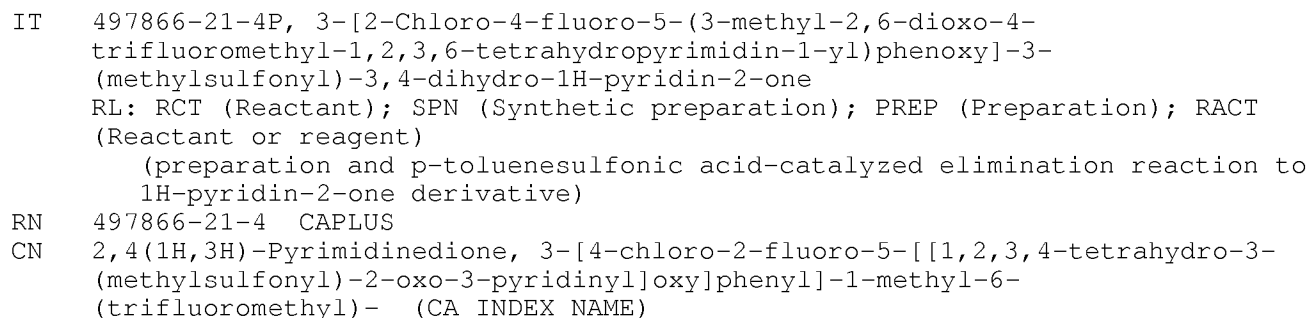 IT 497866-21-4P, 3-[2-Chloro-4-fluoro-5-(3-methyl-2,6-dioxo-4-
trifluoromethyl-1,2,3,6-tetrahydropyrimidin-1-yl)phenoxy]-3-
(methylsulfonyl)-3,4-dihydro-1H-pyridin-2-one
RL: RCT (Reactant); SPN (Synthetic preparation); PREP (Preparation); RACT
(Reactant or reagent)
(preparation and p-toluenesulfonic acid-catalyzed elimination reaction to
1H-pyridin-2-one derivative)
RN 497866-21-4 CAPLUS
CN 2,4(1H,3H)-Pyrimidinedione, 3-[4-chloro-2-fluoro-5-[[1,2,3,4-tetrahydro-3-
(methylsulfonyl)-2-oxo-3-pyridinyl]oxy]phenyl]-1-methyl-6-
(trifluoromethyl)- (CA INDEX NAME)